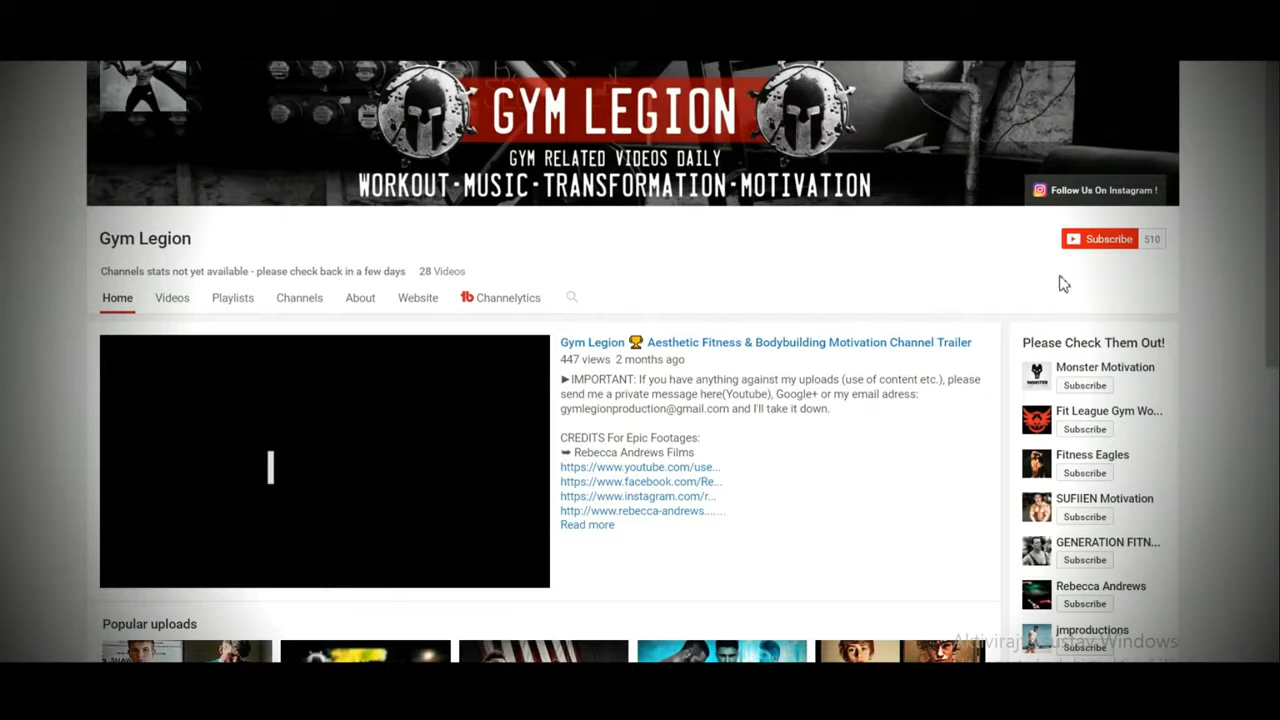 GYM LEGION
GYM RELATED VIDEOS DAILY
WORKOUT·MUSIC·TRANSFORMATION·MOTIVATION
Follow Us On Instagram !
Gym Legion
Subscribe 510
Channels stats not yet available - please check back in a few days 28 Videos
Home Videos Playlists Channels About Website Channelytics
Gym Legion 🏆 Aesthetic Fitness & Bodybuilding Motivation Channel Trailer
447 views 2 months ago
►IMPORTANT: If you have anything against my uploads (use of content etc.), please
send me a private message here(Youtube), Google+ or my email adress:
gymlegionproduction@gmail.com and I'll take it down.
CREDITS For Epic Footages:
➥ Rebecca Andrews Films
https://www.youtube.com/use...
https://www.facebook.com/Re...
https://www.instagram.com/r...
http://www.rebecca-andrews......
Read more
Popular uploads
Please Check Them Out!
Monster Motivation
Subscribe
Fit League Gym Wo...
Subscribe
Fitness Eagles
Subscribe
SUFIIEN Motivation
Subscribe
GENERATION FITN...
Subscribe
Rebecca Andrews
Subscribe
jmproductions
Subscribe
Windows